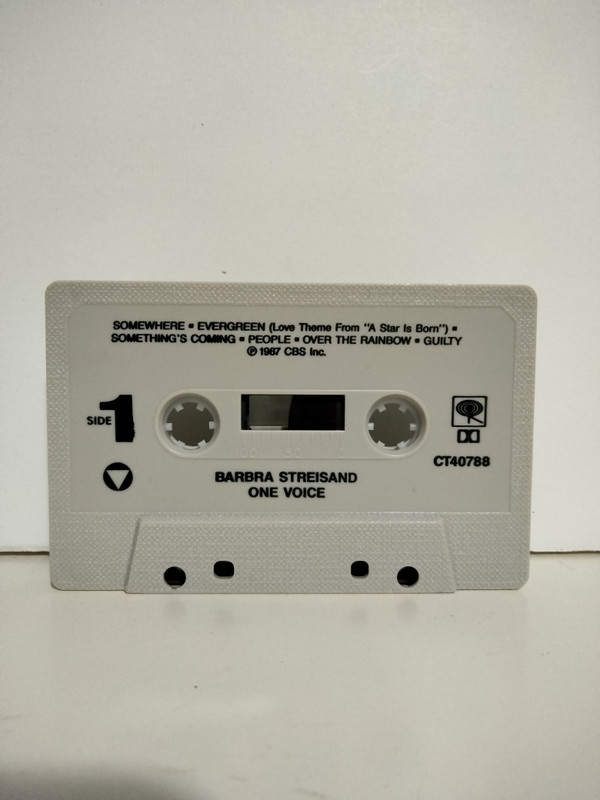 SOMEWHERE ▪ EVERGREEN (Love Theme From "A Star Is Born") ▪
SOMETHING'S COMING ▪ PEOPLE ▪ OVER THE RAINBOW ▪ GUILTY
℗ 1987 CBS Inc.
SIDE 1
CT40788
BARBRA STREISAND
ONE VOICE